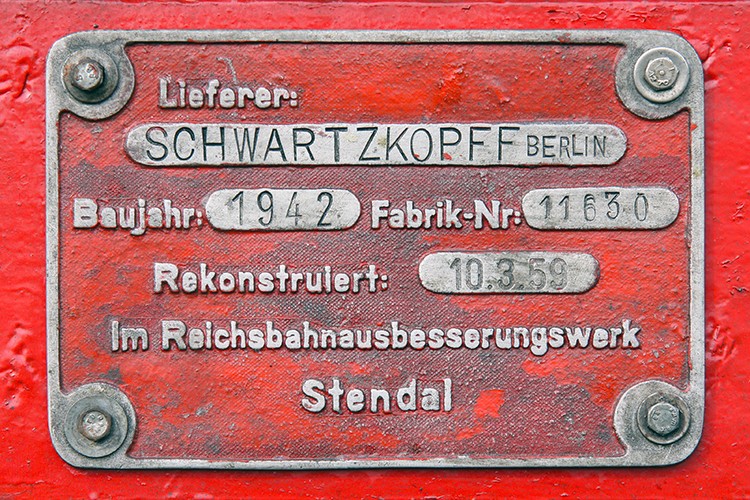 Lieferer:
SCHWARTZKOPFF BERLIN
Baujahr: 1942 Fabrik-Nr: 11630
Rekonstruiert: 10.3.59
Im Reichsbahnausbesserungswerk
Stendal